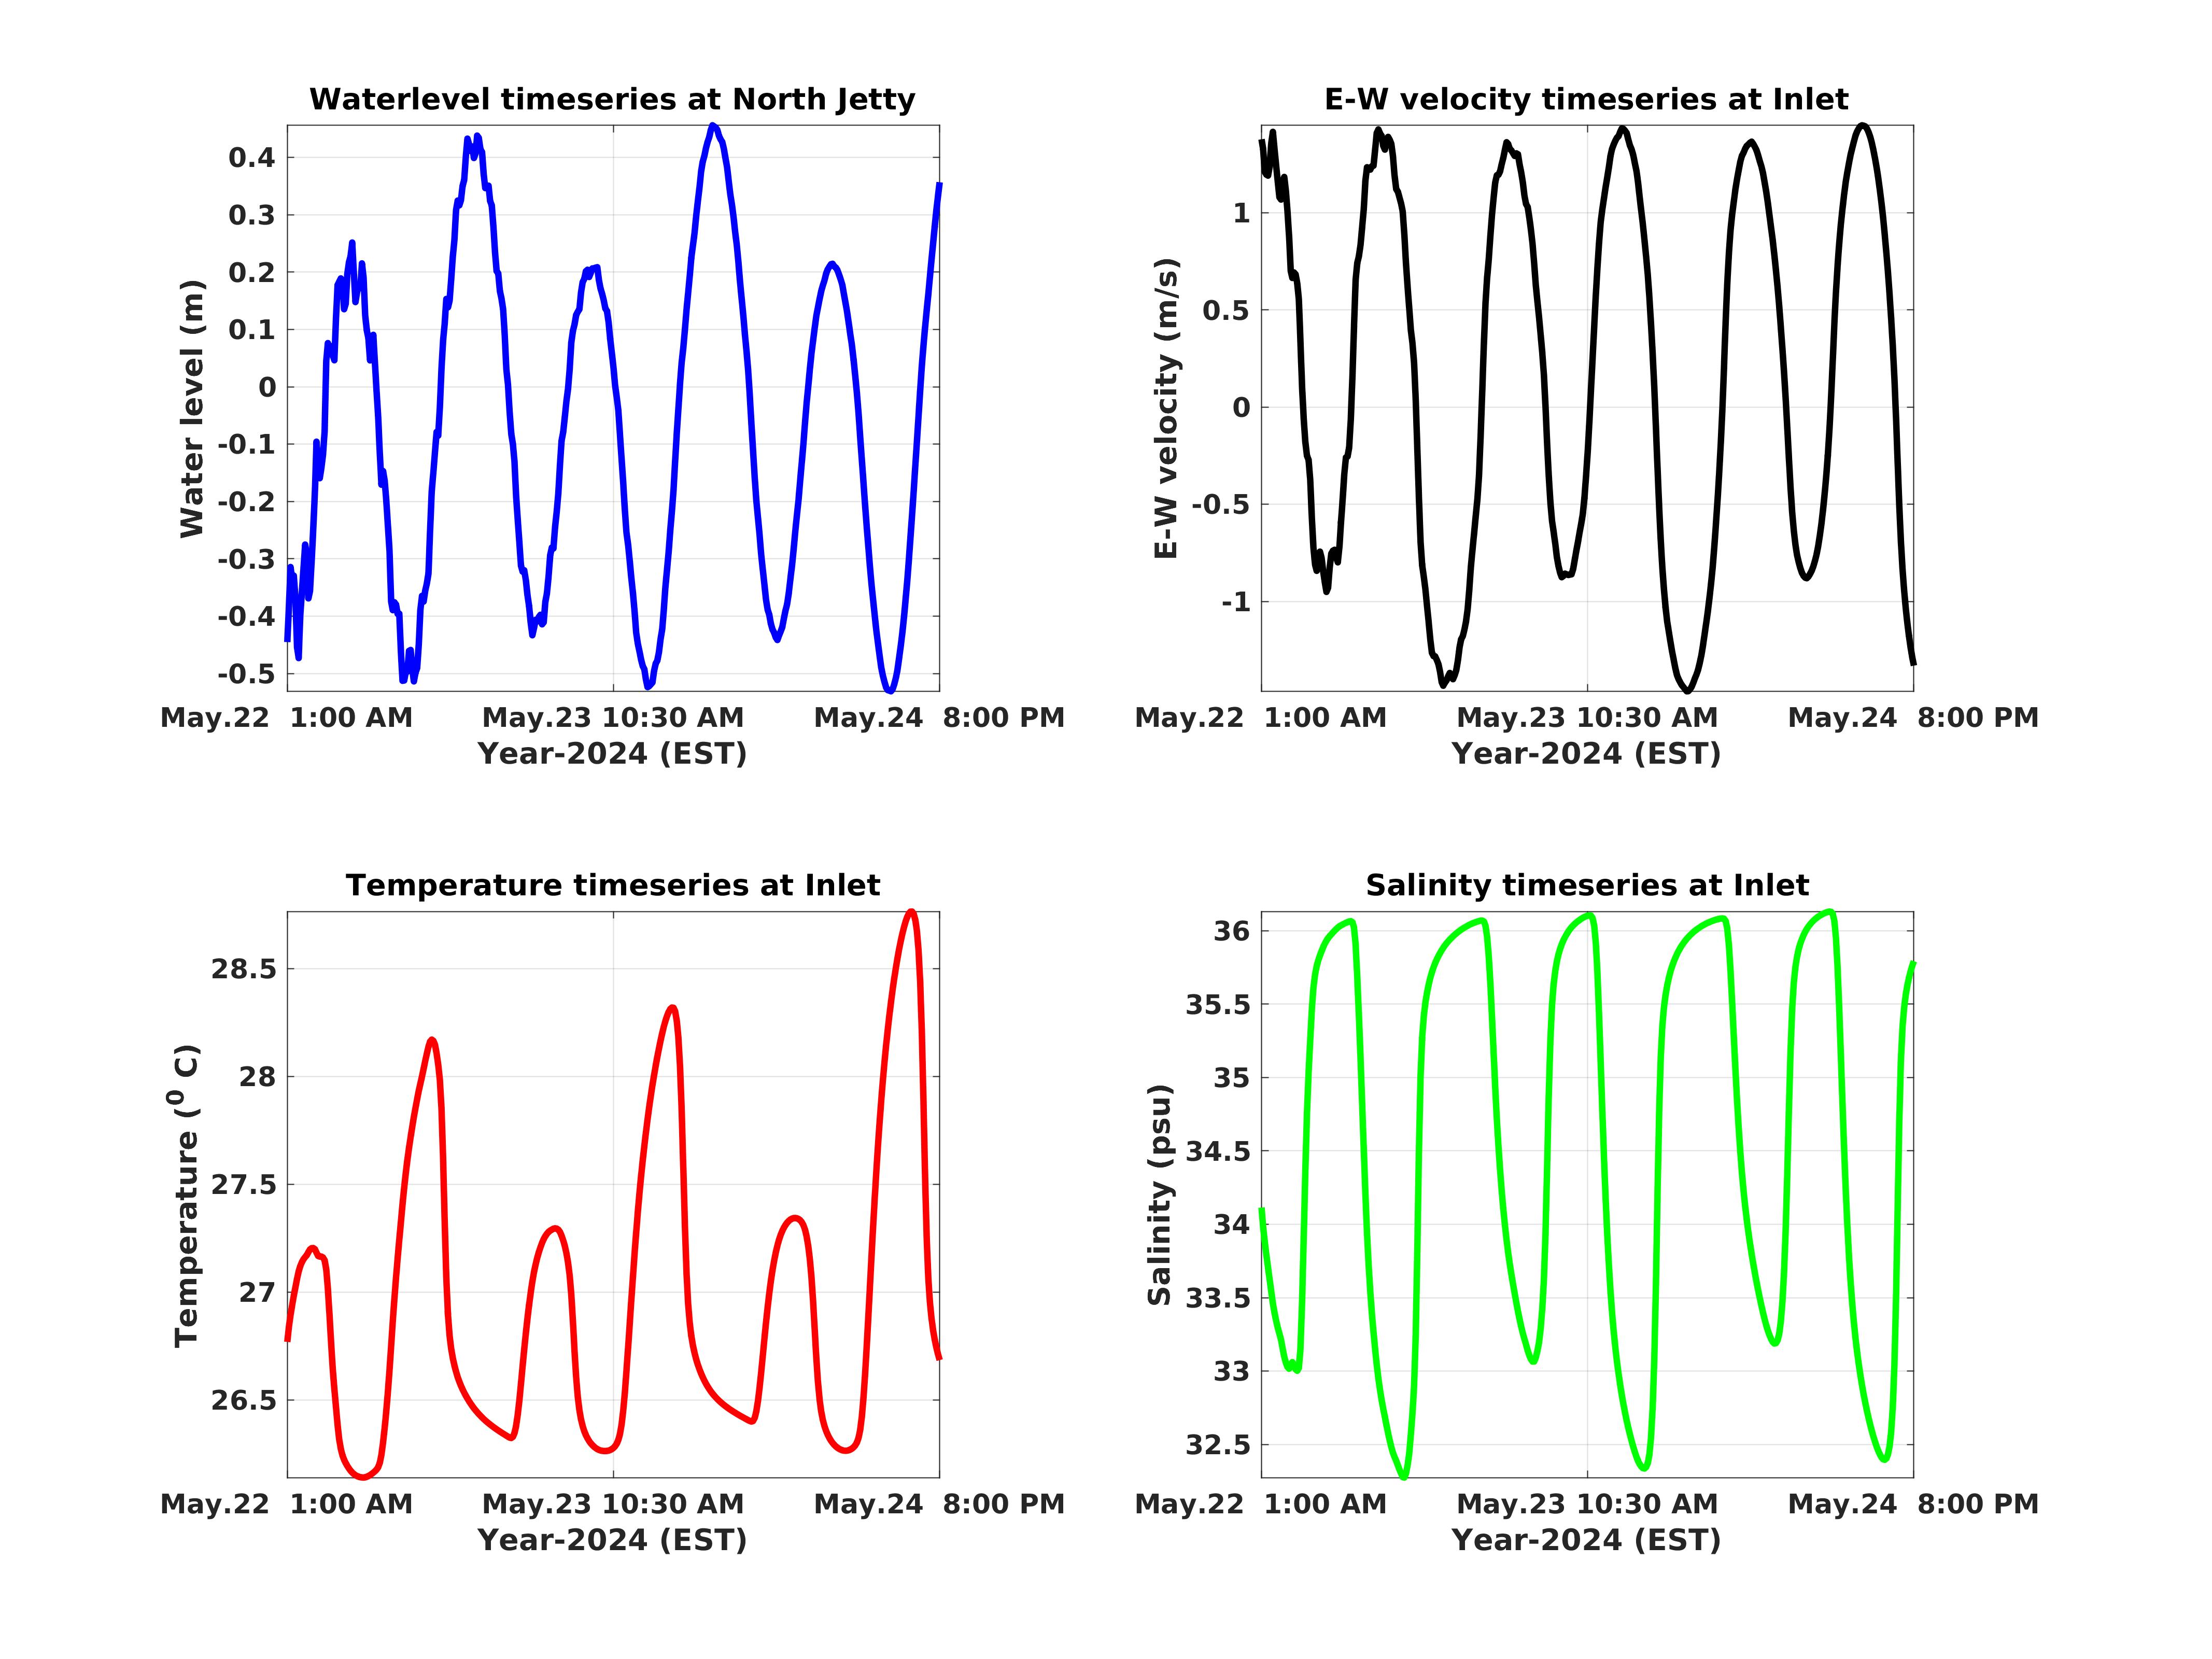 Waterlevel timeseries at North Jetty
Water level (m)
0.4
0.3
0.2
0.1
0
-0.1
-0.2
-0.3
-0.4
-0.5
May.22 1:00 AM May.23 10:30 AM May.24 8:00 PM
Year-2024 (EST)
E-W velocity timeseries at Inlet
E-W velocity (m/s)
1
0.5
0
-0.5
-1
May.22 1:00 AM May.23 10:30 AM May.24 8:00 PM
Year-2024 (EST)
Temperature timeseries at Inlet
Temperature (⁰ C)
28.5
28
27.5
27
26.5
May.22 1:00 AM May.23 10:30 AM May.24 8:00 PM
Year-2024 (EST)
Salinity timeseries at Inlet
Salinity (psu)
36
35.5
35
34.5
34
33.5
33
32.5
May.22 1:00 AM May.23 10:30 AM May.24 8:00 PM
Year-2024 (EST)